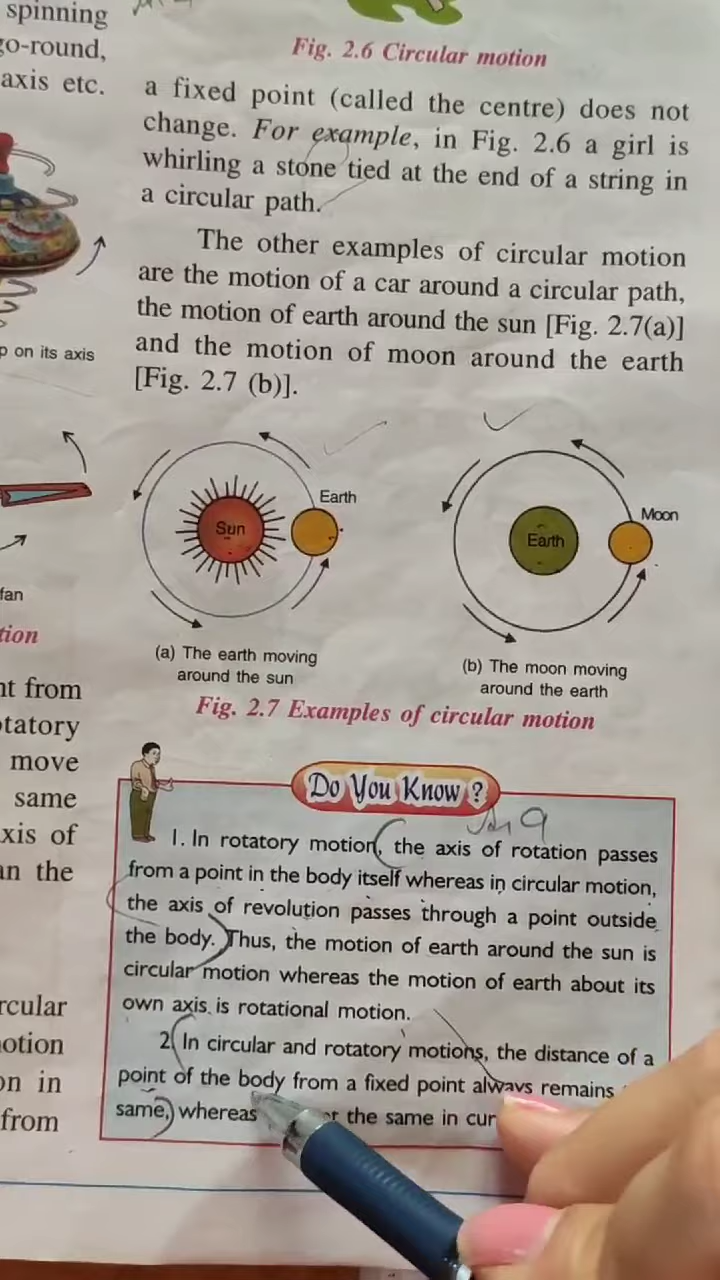 spinning
go-round,
axis etc.
p on its axis
fan
tion
nt from
otatory
move
same
xis of
an the
rcular
otion
on in
from
Fig. 2.6 Circular motion
a fixed point (called the centre) does not
change. For example, in Fig. 2.6 a girl is
whirling a stone tied at the end of a string in
a circular path.
The other examples of circular motion
are the motion of a car around a circular path,
the motion of earth around the sun [Fig. 2.7(a)]
and the motion of moon around the earth
[Fig. 2.7 (b)].
Earth
Sun
(a) The earth moving
around the sun
Moon
Earth
(b) The moon moving
around the earth
Fig. 2.7 Examples of circular motion
Do You Know ?
1. In rotatory motion, the axis of rotation passes
from a point in the body itself whereas in circular motion,
the axis of revolution passes through a point outside
the body. Thus, the motion of earth around the sun is
circular motion whereas the motion of earth about its
own axis is rotational motion.
2. In circular and rotatory motions, the distance of a
point of the body from a fixed point always remains
same, whereas the same in cur